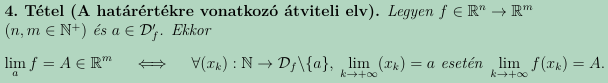 4. Tétel (A határértékre vonatkozó átviteli elv). Legyen f ∈ ℝⁿ → ℝᵐ
(n, m ∈ ℕ⁺) és a ∈ 𝒟′_f. Ekkor
lim_a f = A ∈ ℝᵐ ⟺ ∀(x_k) : ℕ → 𝒟_f\{a}, lim_{k→+∞}(x_k) = a esetén lim_{k→+∞} f(x_k) = A.